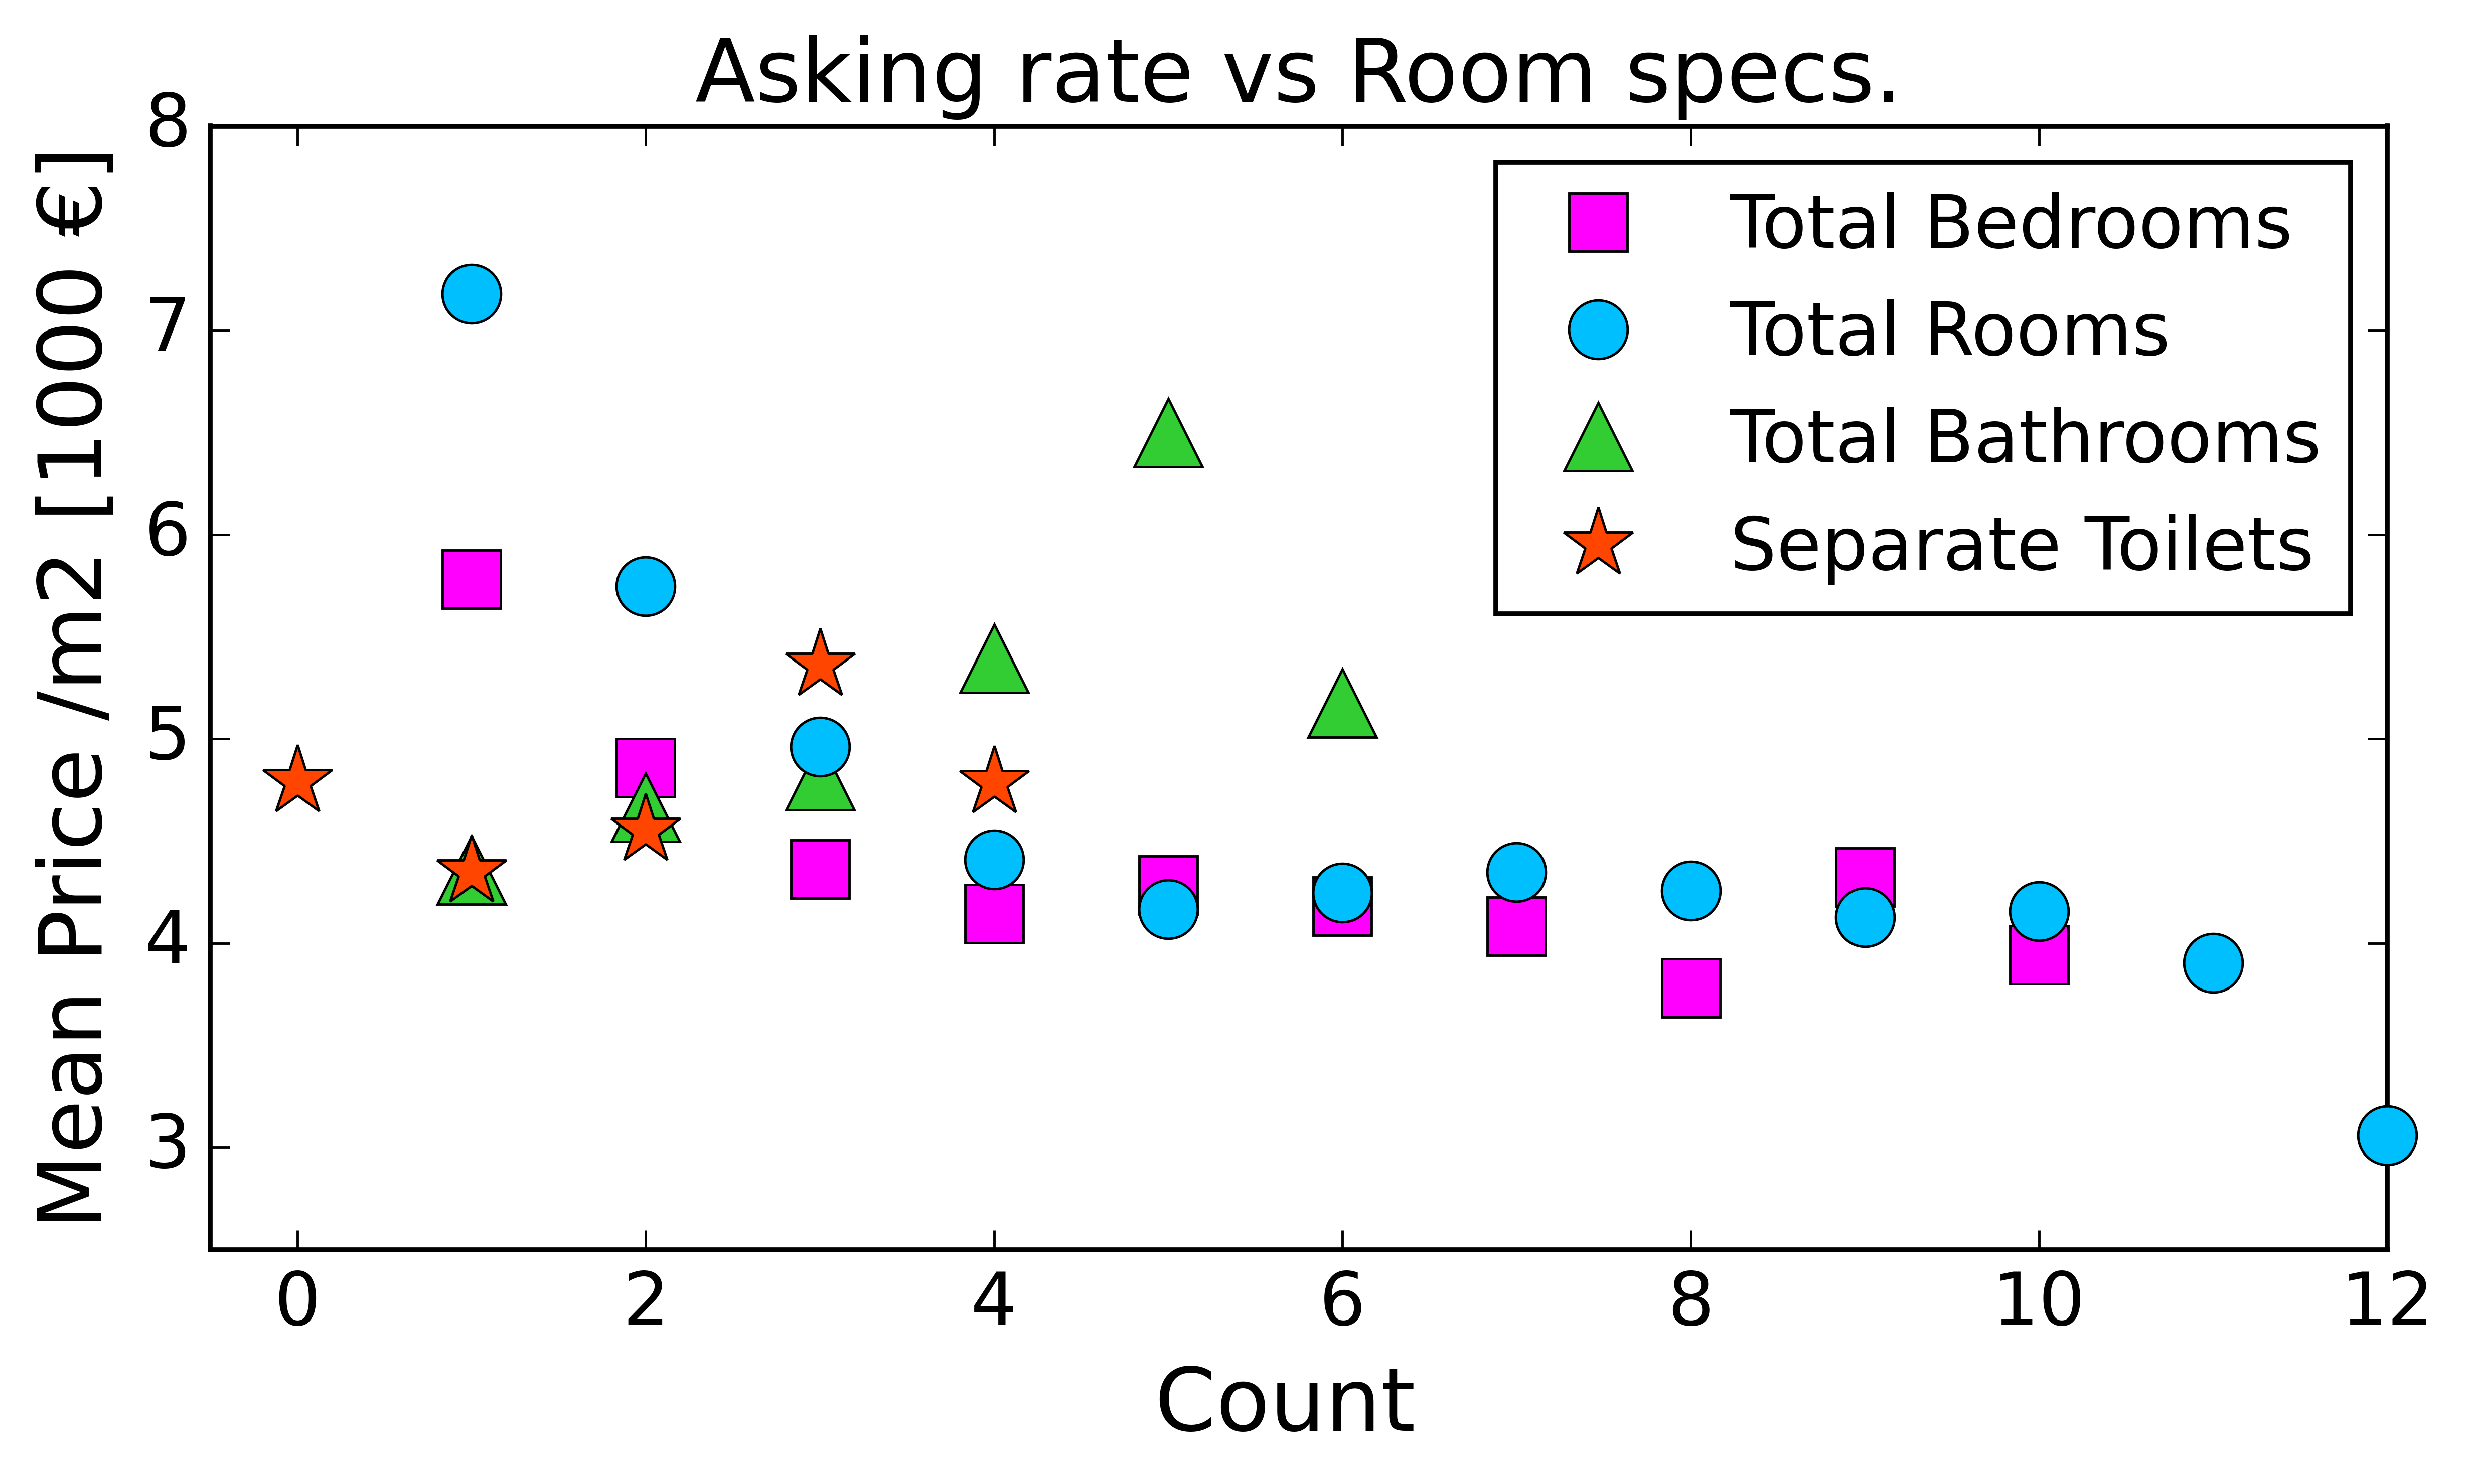 Asking rate vs Room specs.
Mean Price /m2 [1000 €]
8
7
6
5
4
3
Total Bedrooms
Total Rooms
Total Bathrooms
Separate Toilets
0 2 4 6 8 10 12
Count